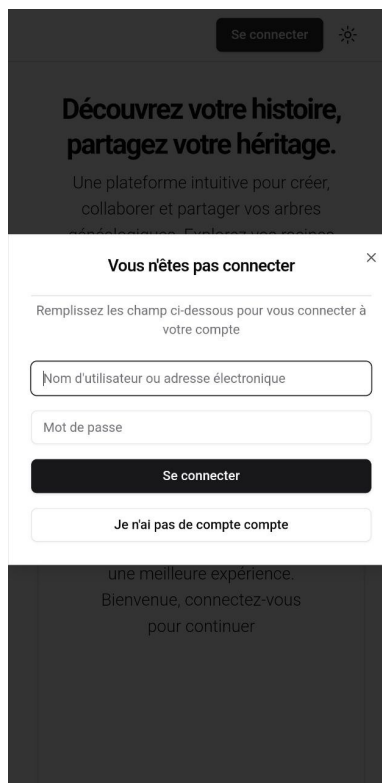 Se connecter
Découvrez votre histoire,
partagez votre héritage.
Une plateforme intuitive pour créer,
collaborer et partager vos arbres
Vous n'êtes pas connecter
Remplissez les champ ci-dessous pour vous connecter à
votre compte
Nom d'utilisateur ou adresse électronique
Mot de passe
Se connecter
Je n'ai pas de compte compte
une meilleure expérience.
Bienvenue, connectez-vous
pour continuer